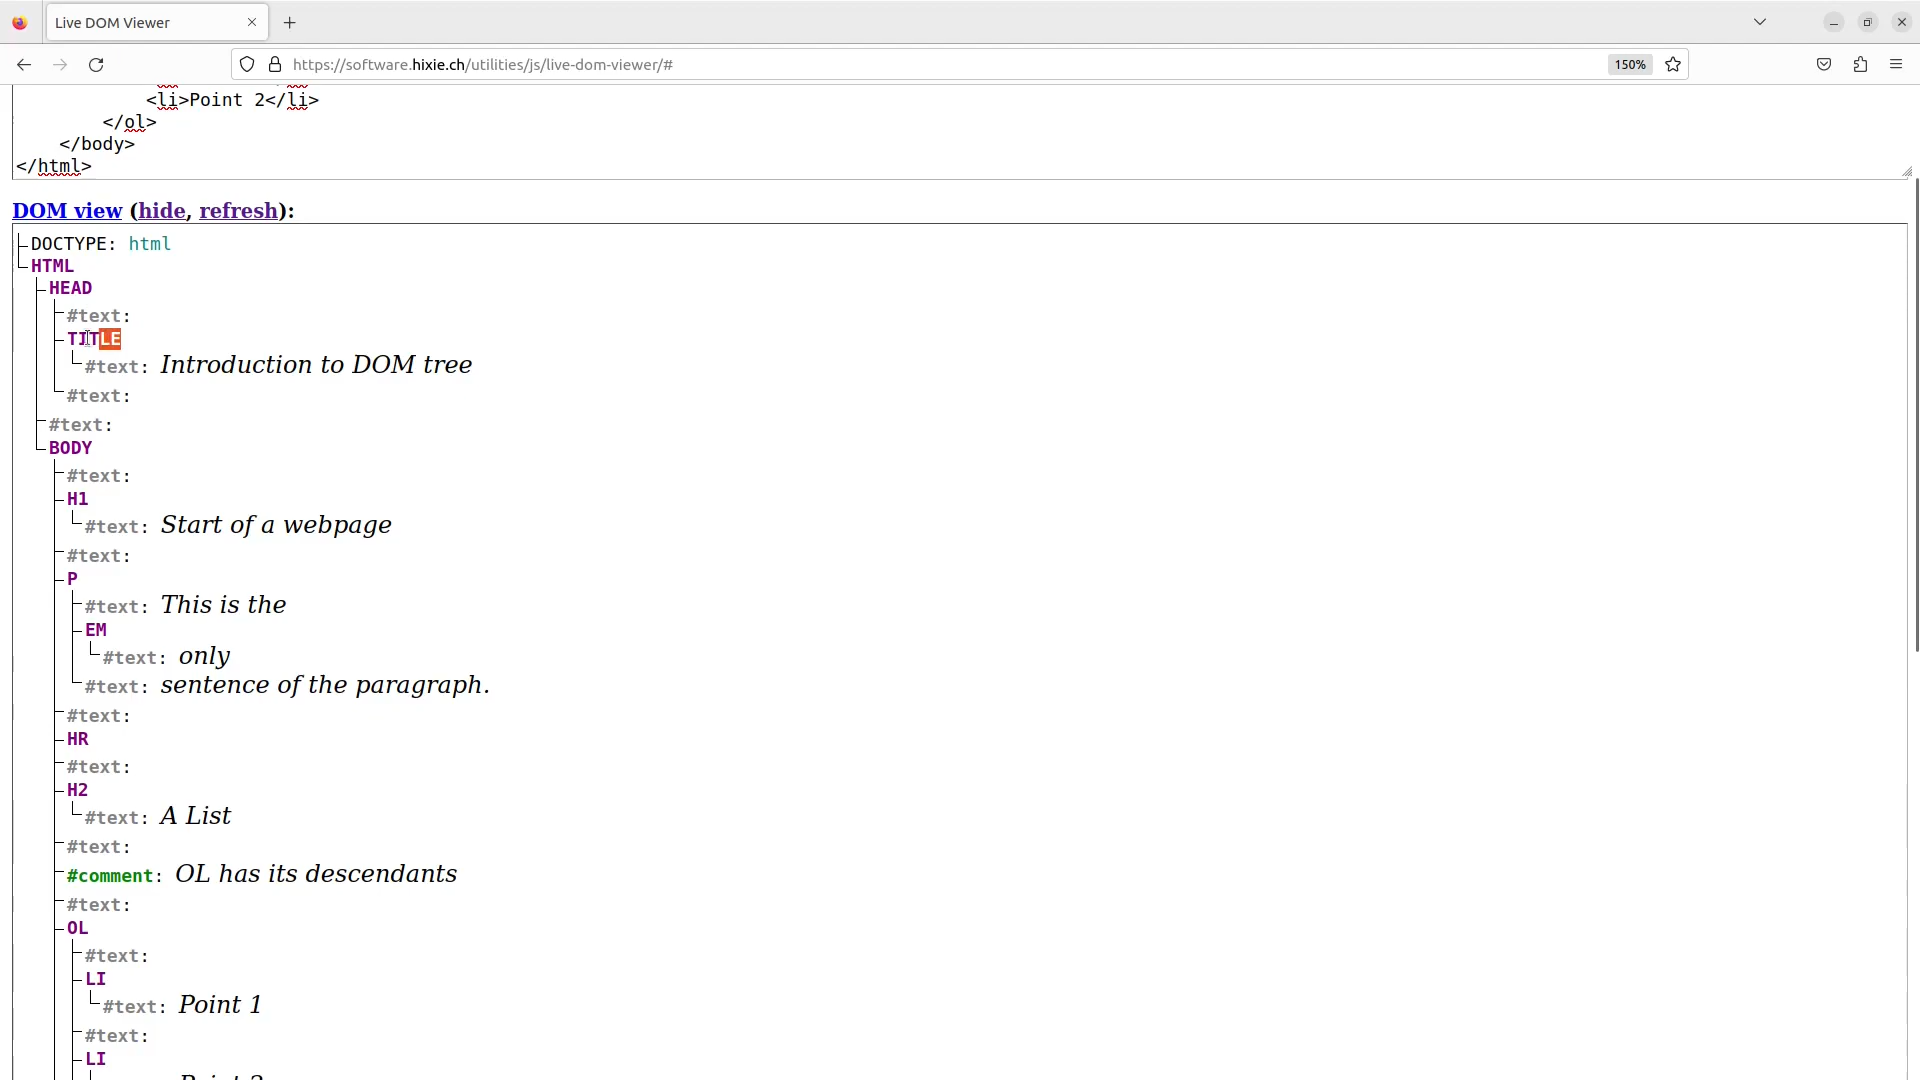 Live DOM Viewer
https://software.hixie.ch/utilities/js/live-dom-viewer/#
150%
<li>Point 2</li>
</ol>
</body>
</html>
DOM view (hide, refresh):
DOCTYPE: html
HTML
HEAD
#text:
TITLE
#text: Introduction to DOM tree
#text:
#text:
BODY
#text:
H1
#text: Start of a webpage
#text:
P
#text: This is the
EM
#text: only
#text: sentence of the paragraph.
#text:
HR
#text:
H2
#text: A List
#text:
#comment: OL has its descendants
#text:
OL
#text:
LI
#text: Point 1
#text:
LI